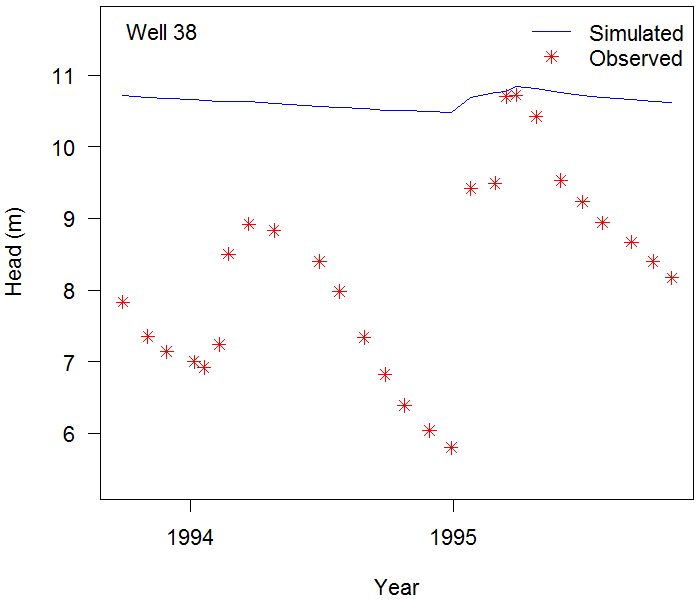 Well 38
Simulated
Observed
11
10
9
8
7
6
Head (m)
1994 1995
Year